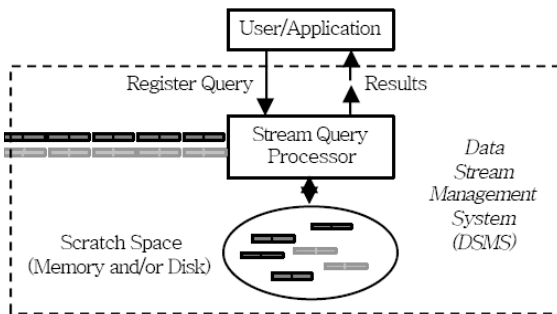 User/Application
Register Query
Results
Stream Query
Processor
Data
Stream
Management
System
(DSMS)
Scratch Space
(Memory and/or Disk)